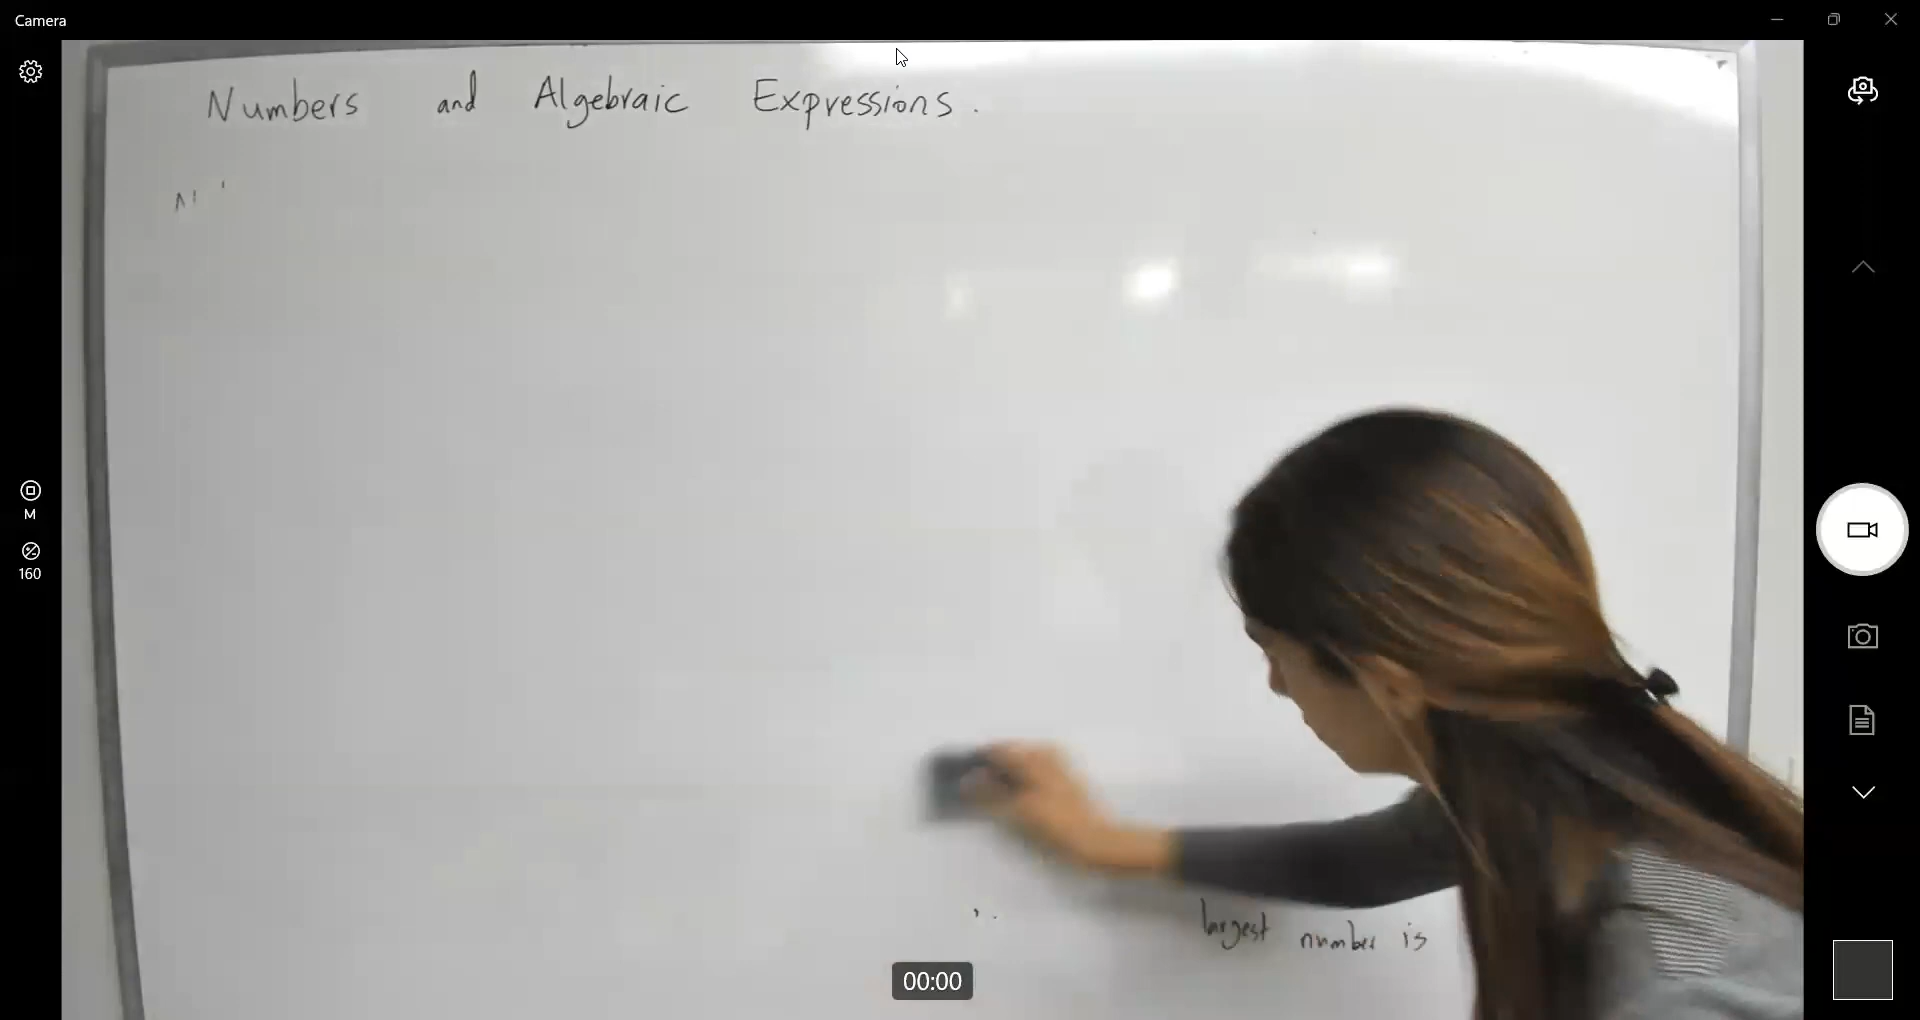 Camera
Numbers and Algebraic Expressions.
M
160
largest number is
00:00